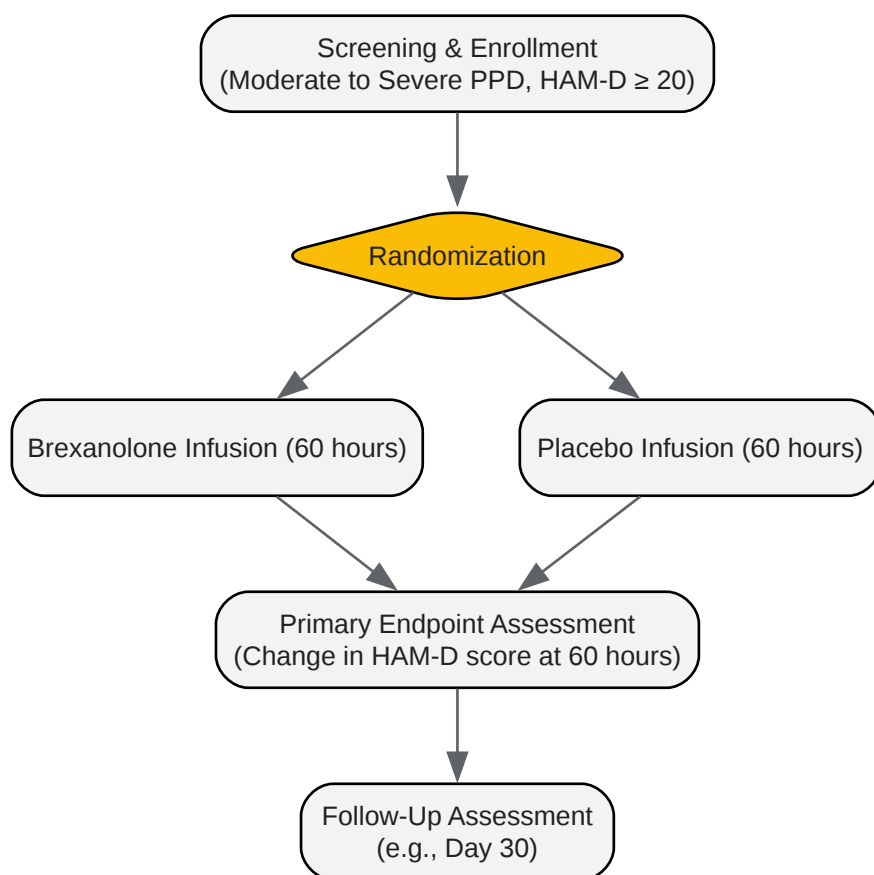 Screening & Enrollment
(Moderate to Severe PPD, HAM-D ≥ 20)
Randomization
Brexanolone Infusion (60 hours)
Placebo Infusion (60 hours)
Primary Endpoint Assessment
(Change in HAM-D score at 60 hours)
Follow-Up Assessment
(e.g., Day 30)